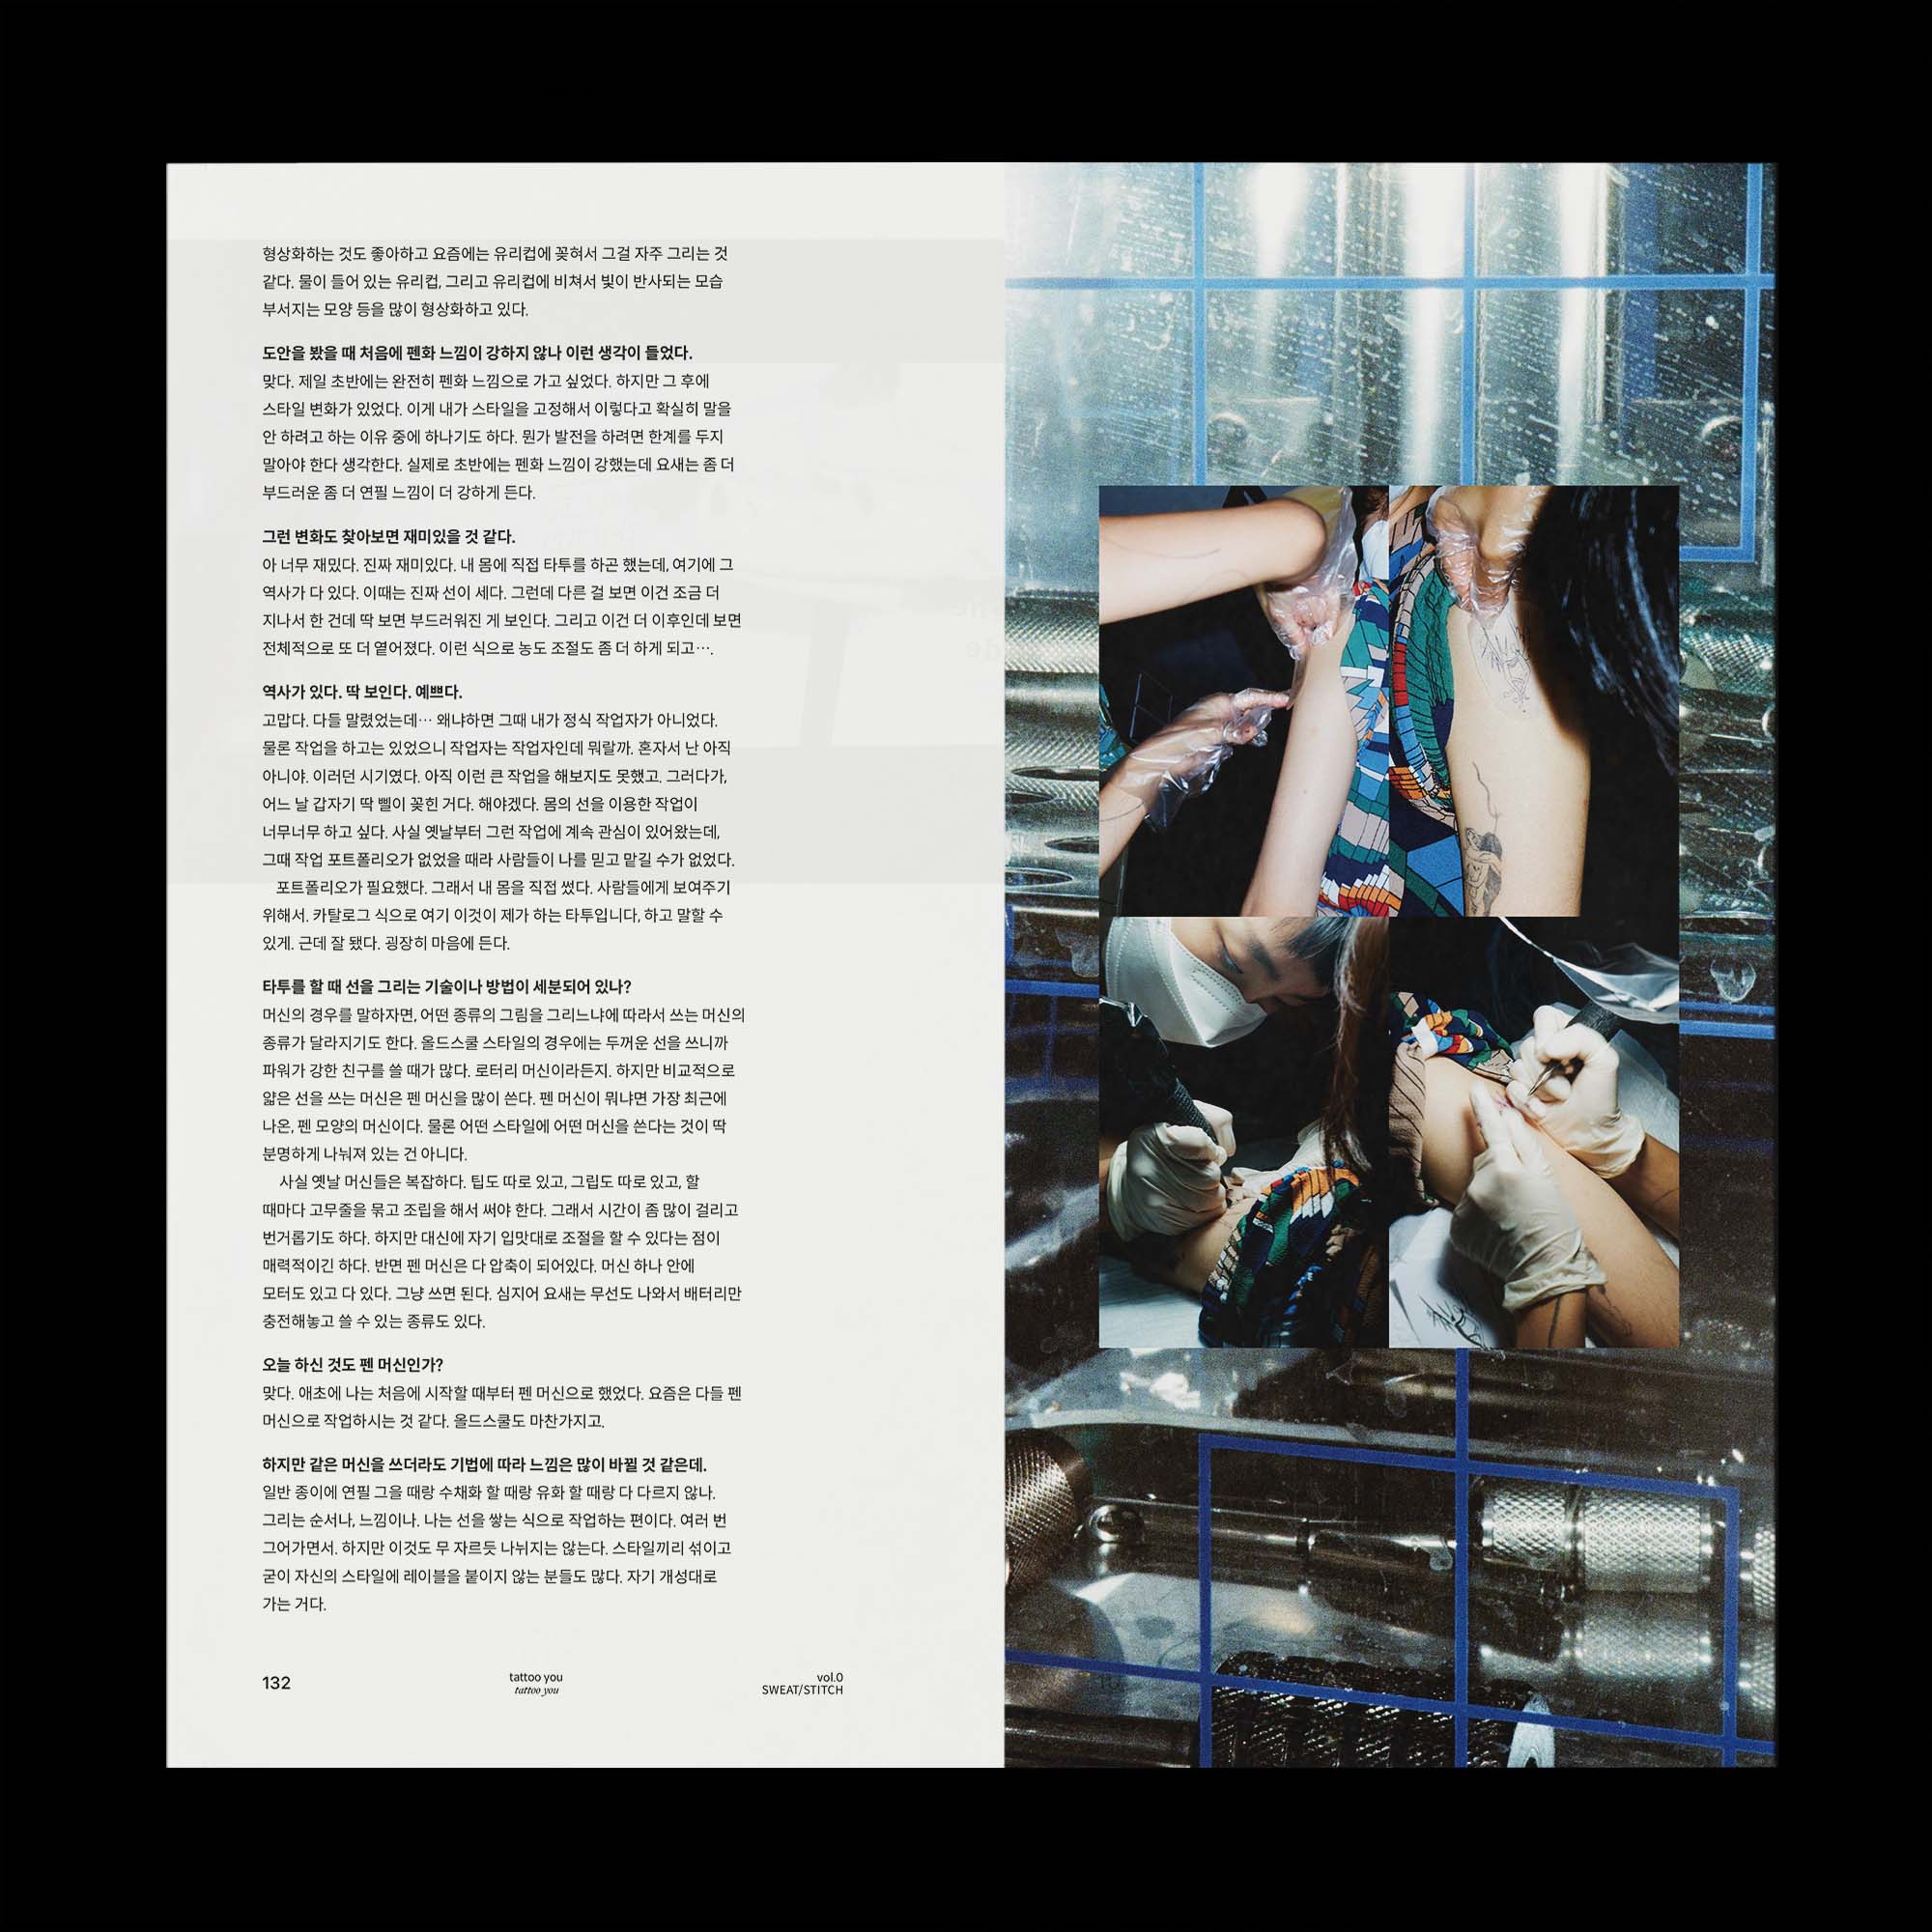 형상화하는 것도 좋아하고 요즘에는 유리컵에 꽂혀서 그걸 자주 그리는 것
같다. 물이 들어 있는 유리컵, 그리고 유리컵에 비쳐서 빛이 반사되는 모습
부서지는 모양 등을 많이 형상화하고 있다.
도안을 봤을 때 처음에 펜화 느낌이 강하지 않나 이런 생각이 들었다.
맞다. 제일 초반에는 완전히 펜화 느낌으로 가고 싶었다. 하지만 그 후에
스타일 변화가 있었다. 이게 내가 스타일을 고정해서 이렇다고 확실히 말을
안 하려고 하는 이유 중에 하나기도 하다. 뭔가 발전을 하려면 한계를 두지
말아야 한다 생각한다. 실제로 초반에는 펜화 느낌이 강했는데 요새는 좀 더
부드러운 좀 더 연필 느낌이 더 강하게 든다.
그런 변화도 찾아보면 재미있을 것 같다.
아 너무 재밌다. 진짜 재미있다. 내 몸에 직접 타투를 하곤 했는데, 여기에 그
역사가 다 있다. 이때는 진짜 선이 세다. 그런데 다른 걸 보면 이건 조금 더
지나서 한 건데 딱 보면 부드러워진 게 보인다. 그리고 이건 더 이후인데 보면
전체적으로 또 더 옅어졌다. 이런 식으로 농도 조절도 좀 더 하게 되고….
역사가 있다. 딱 보인다. 예쁘다.
고맙다. 다들 말렸었는데… 왜냐하면 그때 내가 정식 작업자가 아니었다.
물론 작업을 하고는 있었으니 작업자는 작업자인데 뭐랄까. 혼자서 난 아직
아니야. 이러던 시기였다. 아직 이런 큰 작업을 해보지도 못했고. 그러다가,
어느 날 갑자기 딱 삘이 꽂힌 거다. 해야겠다. 몸의 선을 이용한 작업이
너무너무 하고 싶다. 사실 옛날부터 그런 작업에 계속 관심이 있어왔는데,
그때 작업 포트폴리오가 없었을 때라 사람들이 나를 믿고 맡길 수가 없었다.
포트폴리오가 필요했다. 그래서 내 몸을 직접 썼다. 사람들에게 보여주기
위해서. 카탈로그 식으로 여기 이것이 제가 하는 타투입니다, 하고 말할 수
있게. 근데 잘 됐다. 굉장히 마음에 든다.
타투를 할 때 선을 그리는 기술이나 방법이 세분되어 있나?
머신의 경우를 말하자면, 어떤 종류의 그림을 그리느냐에 따라서 쓰는 머신의
종류가 달라지기도 한다. 올드스쿨 스타일의 경우에는 두꺼운 선을 쓰니까
파워가 강한 친구를 쓸 때가 많다. 로터리 머신이라든지. 하지만 비교적으로
얇은 선을 쓰는 머신은 펜 머신을 많이 쓴다. 펜 머신이 뭐냐면 가장 최근에
나온, 펜 모양의 머신이다. 물론 어떤 스타일에 어떤 머신을 쓴다는 것이 딱
분명하게 나눠져 있는 건 아니다.
사실 옛날 머신들은 복잡하다. 팁도 따로 있고, 그립도 따로 있고, 할
때마다 고무줄을 묶고 조립을 해서 써야 한다. 그래서 시간이 좀 많이 걸리고
번거롭기도 하다. 하지만 대신에 자기 입맛대로 조절을 할 수 있다는 점이
매력적이긴 하다. 반면 펜 머신은 다 압축이 되어있다. 머신 하나 안에
모터도 있고 다 있다. 그냥 쓰면 된다. 심지어 요새는 무선도 나와서 배터리만
충전해놓고 쓸 수 있는 종류도 있다.
오늘 하신 것도 펜 머신인가?
맞다. 애초에 나는 처음에 시작할 때부터 펜 머신으로 했었다. 요즘은 다들 펜
머신으로 작업하시는 것 같다. 올드스쿨도 마찬가지고.
하지만 같은 머신을 쓰더라도 기법에 따라 느낌은 많이 바뀔 것 같은데.
일반 종이에 연필 그을 때랑 수채화 할 때랑 유화 할 때랑 다 다르지 않나.
그리는 순서나, 느낌이나. 나는 선을 쌓는 식으로 작업하는 편이다. 여러 번
그어가면서. 하지만 이것도 무 자르듯 나뉘지는 않는다. 스타일끼리 섞이고
굳이 자신의 스타일에 레이블을 붙이지 않는 분들도 많다. 자기 개성대로
가는 거다.
132
tattoo you
tattoo you
vol.0
SWEAT/STITCH